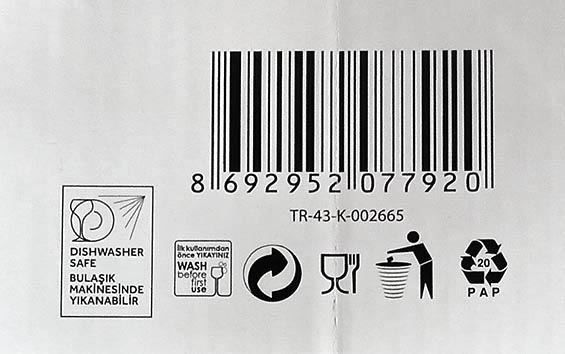 8 692952 077920
TR-43-K-002665
DISHWASHER
SAFE
BULAŞIK
MAKİNESİNDE
YIKANABİLİR
İlk kullanımdan
önce YIKAYINIZ
WASH
before
first
use
20
PAP